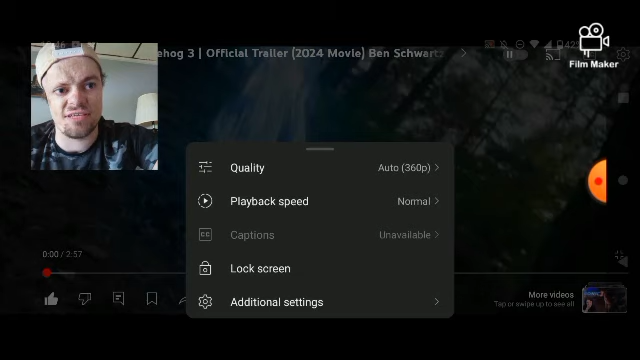 ehog 3 | Official Trailer (2024 Movie) Ben Schwartz
Film Maker
Quality
Auto (360p)
Playback speed
Normal
CC
Captions
Unavailable
Lock screen
Additional settings
0:00 / 2:57
More videos
Tap or swipe up to see all